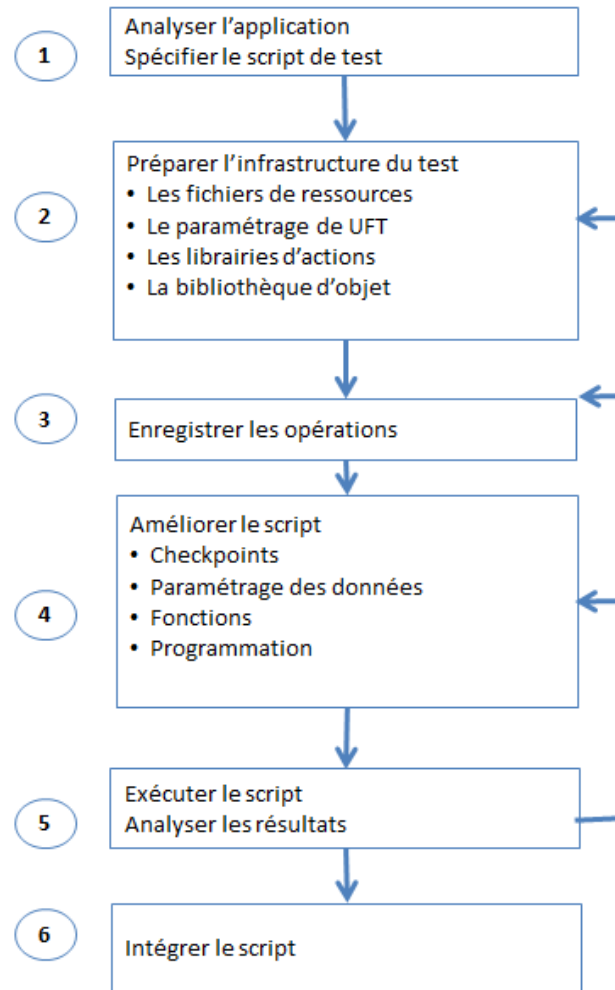 1
Analyser l'application
Spécifier le script de test
2
Préparer l'infrastructure du test
• Les fichiers de ressources
• Le paramétrage de UFT
• Les librairies d'actions
• La bibliothèque d'objet
3
Enregistrer les opérations
4
Améliorer le script
• Checkpoints
• Paramétrage des données
• Fonctions
• Programmation
5
Exécuter le script
Analyser les résultats
6
Intégrer le script